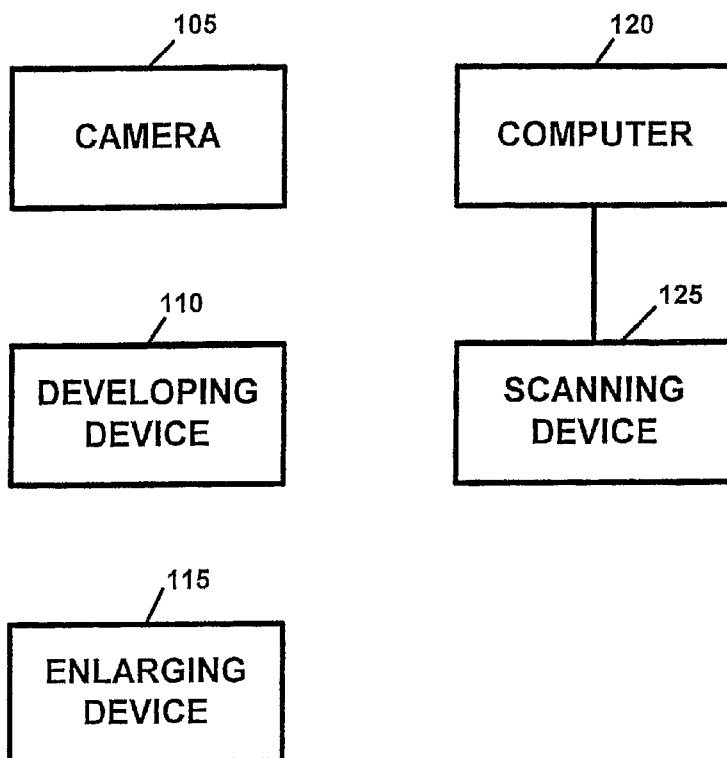 105
CAMERA
120
COMPUTER
110
DEVELOPING
DEVICE
125
SCANNING
DEVICE
115
ENLARGING
DEVICE